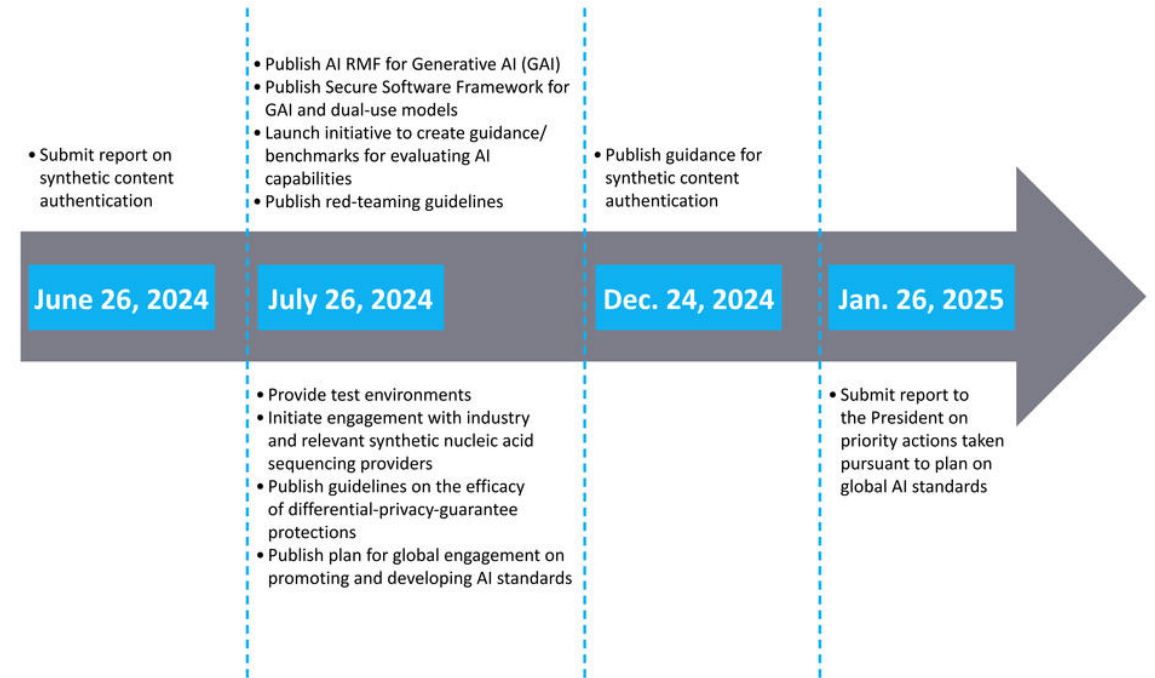 • Submit report on
synthetic content
authentication
June 26, 2024
• Publish AI RMF for Generative AI (GAI)
• Publish Secure Software Framework for
GAI and dual-use models
• Launch initiative to create guidance/
benchmarks for evaluating AI
capabilities
• Publish red-teaming guidelines
July 26, 2024
• Provide test environments
• Initiate engagement with industry
and relevant synthetic nucleic acid
sequencing providers
• Publish guidelines on the efficacy
of differential-privacy-guarantee
protections
• Publish plan for global engagement on
promoting and developing AI standards
• Publish guidance for
synthetic content
authentication
Dec. 24, 2024
Jan. 26, 2025
• Submit report to
the President on
priority actions taken
pursuant to plan on
global AI standards